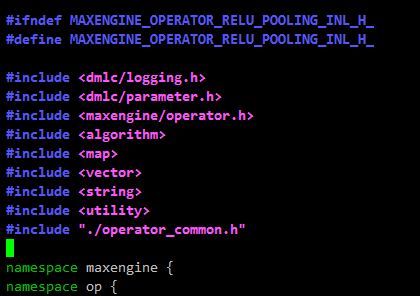 #ifndef MAXENGINE_OPERATOR_RELU_POOLING_INL_H_
#define MAXENGINE_OPERATOR_RELU_POOLING_INL_H_
#include <dmlc/logging.h>
#include <dmlc/parameter.h>
#include <maxengine/operator.h>
#include <algorithm>
#include <map>
#include <vector>
#include <string>
#include <utility>
#include "./operator_common.h"
namespace maxengine {
namespace op {